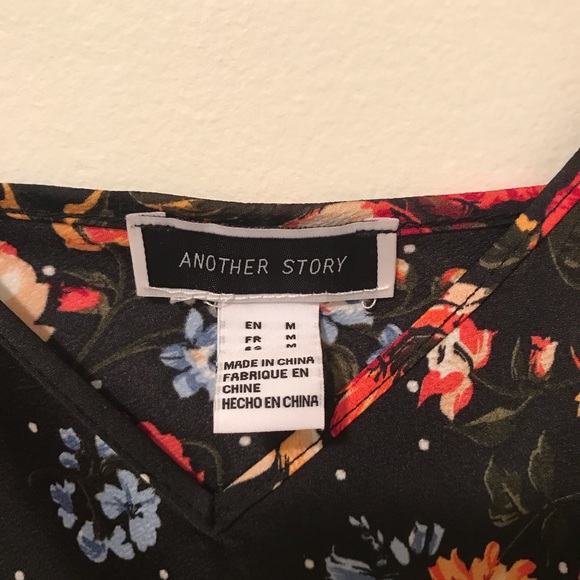 ANOTHER STORY
EN M
FR M
M
MADE IN CHINA
FABRIQUE EN
CHINE
HECHO EN CHINA